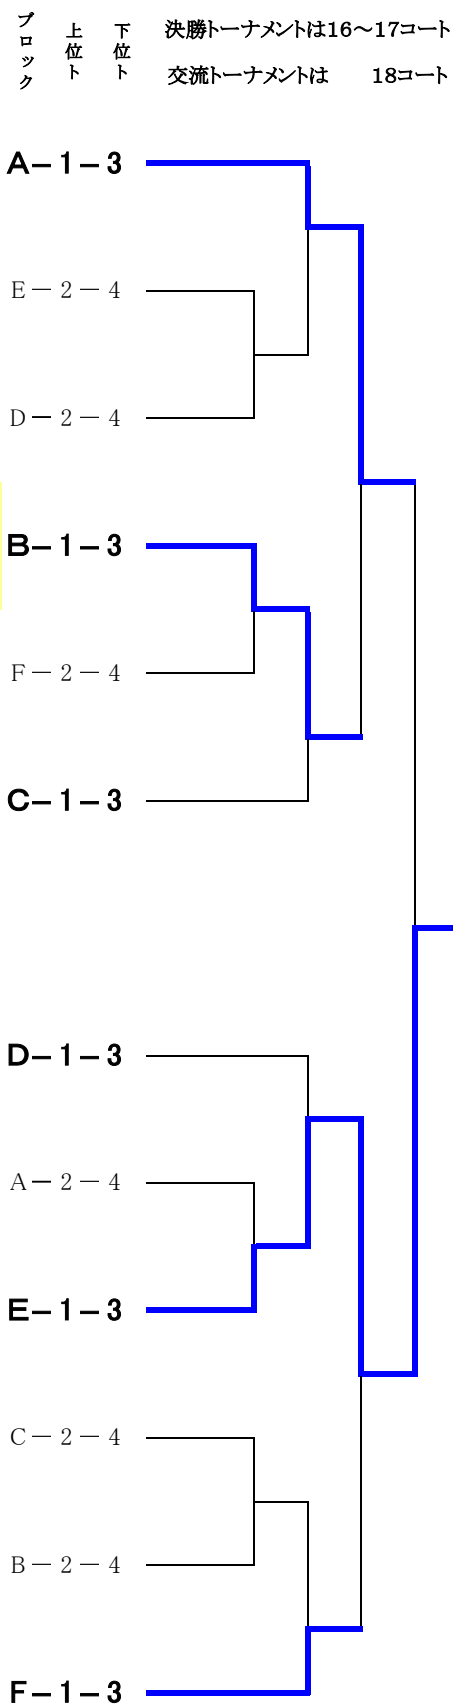 ブロック
上位ト
下位ト
決勝トーナメントは16～17コート
交流トーナメントは　　18コート
A－1－3
E－2－4
D－2－4
B－1－3
F－2－4
C－1－3
D－1－3
A－2－4
E－1－3
C－2－4
B－2－4
F－1－3